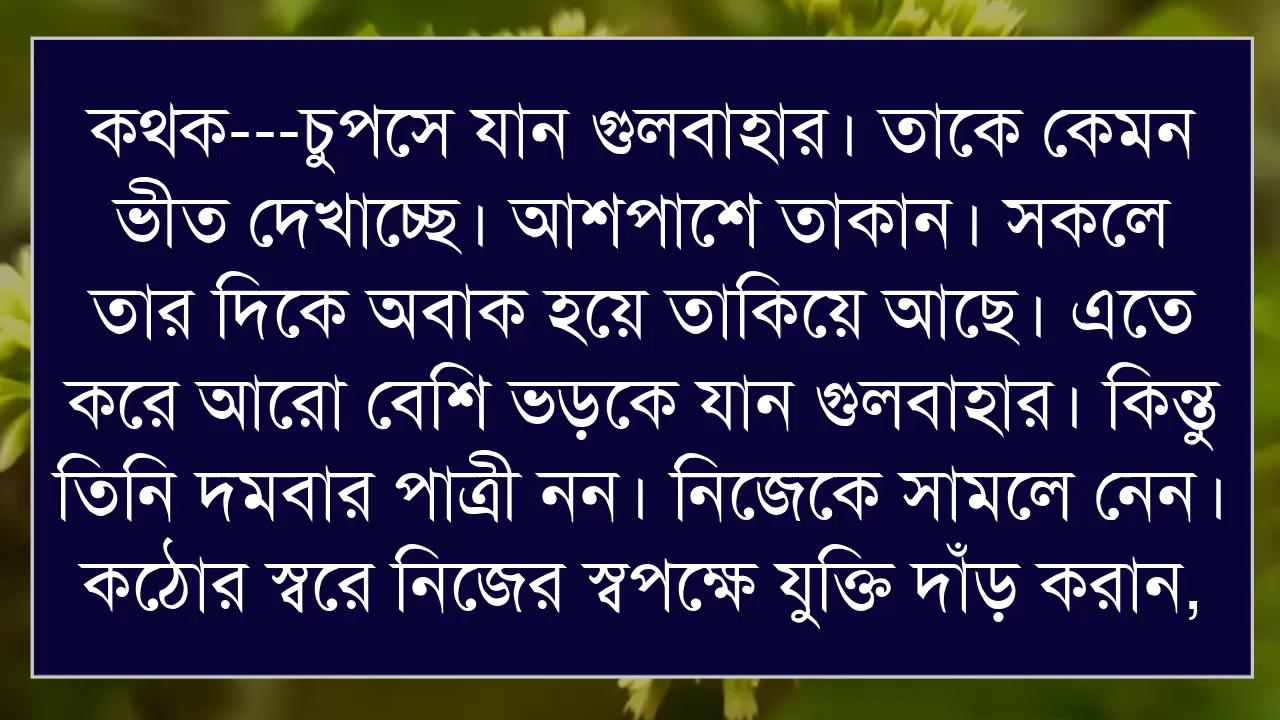 কথক---চুপসে যান গুলবাহার। তাকে কেমন
ভীত দেখাচ্ছে। আশপাশে তাকান। সকলে
তার দিকে অবাক হয়ে তাকিয়ে আছে। এতে
করে আরো বেশি ভড়কে যান গুলবাহার। কিন্তু
তিনি দমবার পাত্রী নন। নিজেকে সামলে নেন।
কঠোর স্বরে নিজের স্বপক্ষে যুক্তি দাঁড় করান,